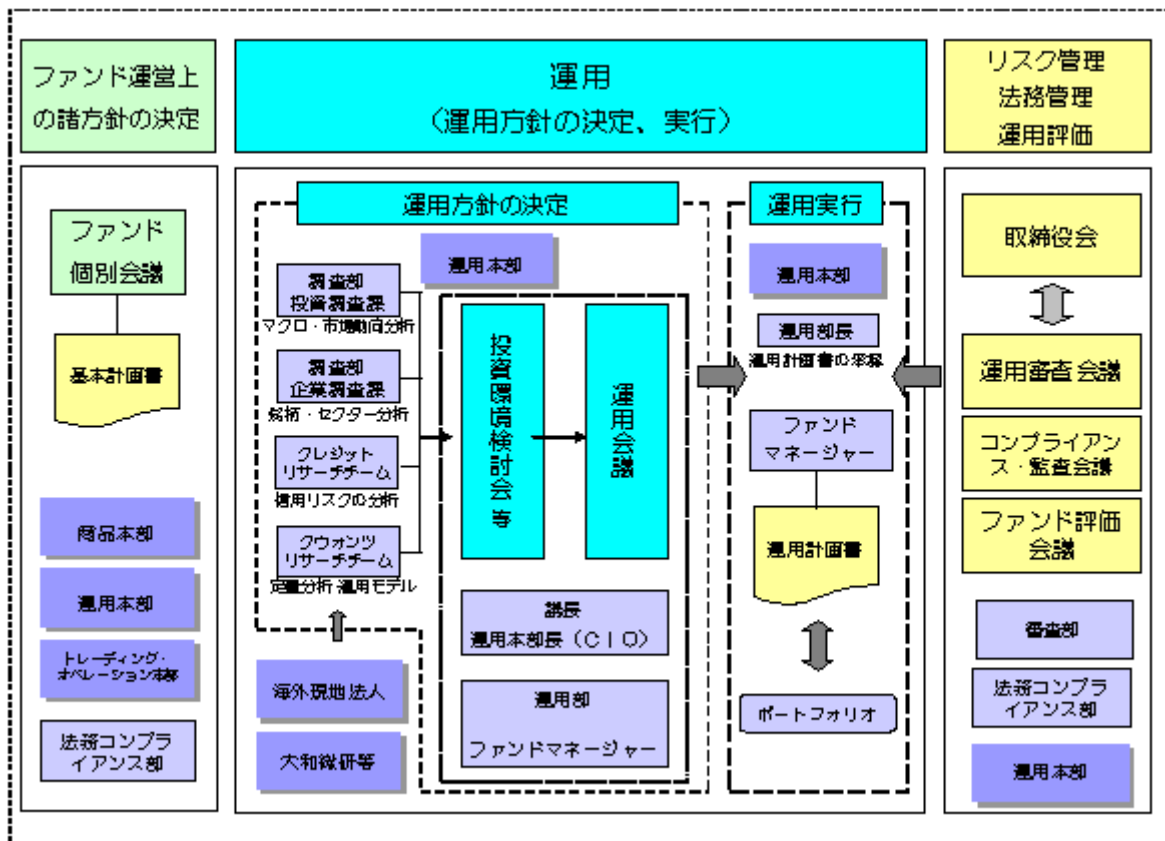 ファンド運営上
の諸方針の決定
ファンド
個別会議
基本計画書
商品本部
運用本部
トレーディング・
オペレーション本部
法務コンプラ
イアンス部
運用
（運用方針の決定、実行）
運用方針の決定
運用本部
調査部
投資調査課
マクロ・市場動向分析
調査部
企業調査課
銘柄・セクター分析
クレジット
リサーチチーム
信用リスクの分析
クウォンツ
リサーチチーム
定量分析 運用モデル
海外現地法人
大和総研等
投資環境検討会 等
運用会議
議長
運用本部長（ＣＩＯ）
運用部
ファンドマネージャー
運用実行
運用本部
運用部長
運用計画書の承認
ファンド
マネージャー
運用計画書
ポートフォリオ
リスク管理
法務管理
運用評価
取締役会
運用審査会議
コンプライアン
ス・監査会議
ファンド評価
会議
審査部
法務コンプラ
イアンス部
運用本部